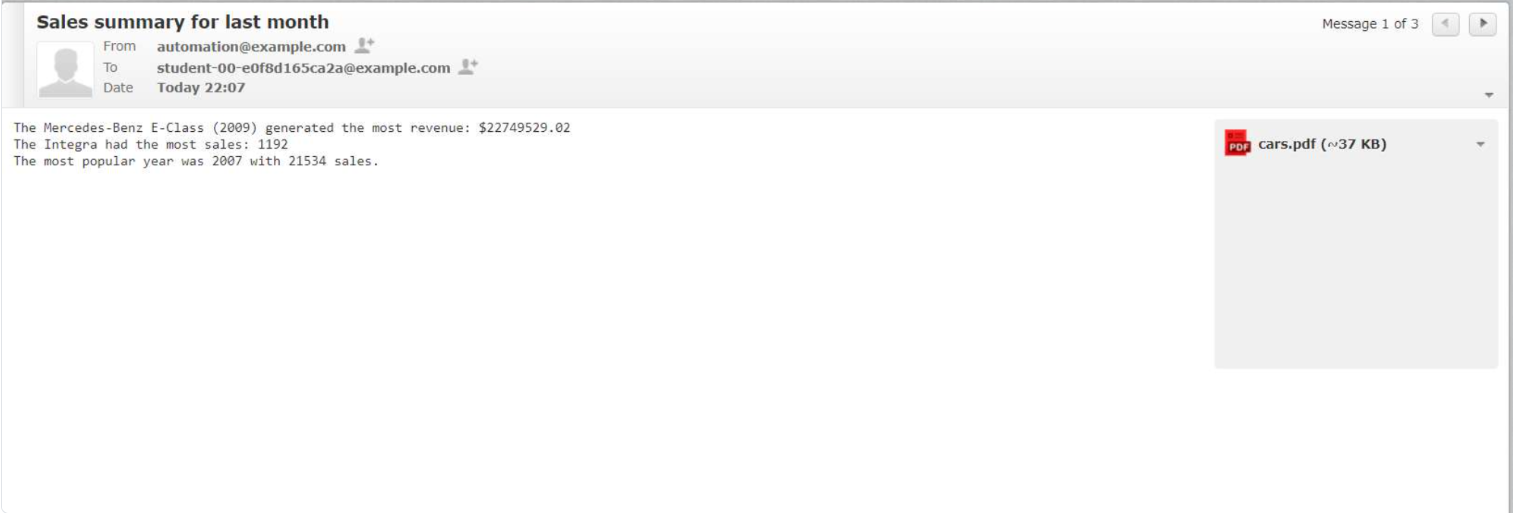 Sales summary for last month
Message 1 of 3
From automation@example.com
To student-00-e0f8d165ca2a@example.com
Date Today 22:07
The Mercedes-Benz E-Class (2009) generated the most revenue: $22749529.02
The Integra had the most sales: 1192
The most popular year was 2007 with 21534 sales.
PDF cars.pdf (~37 KB)